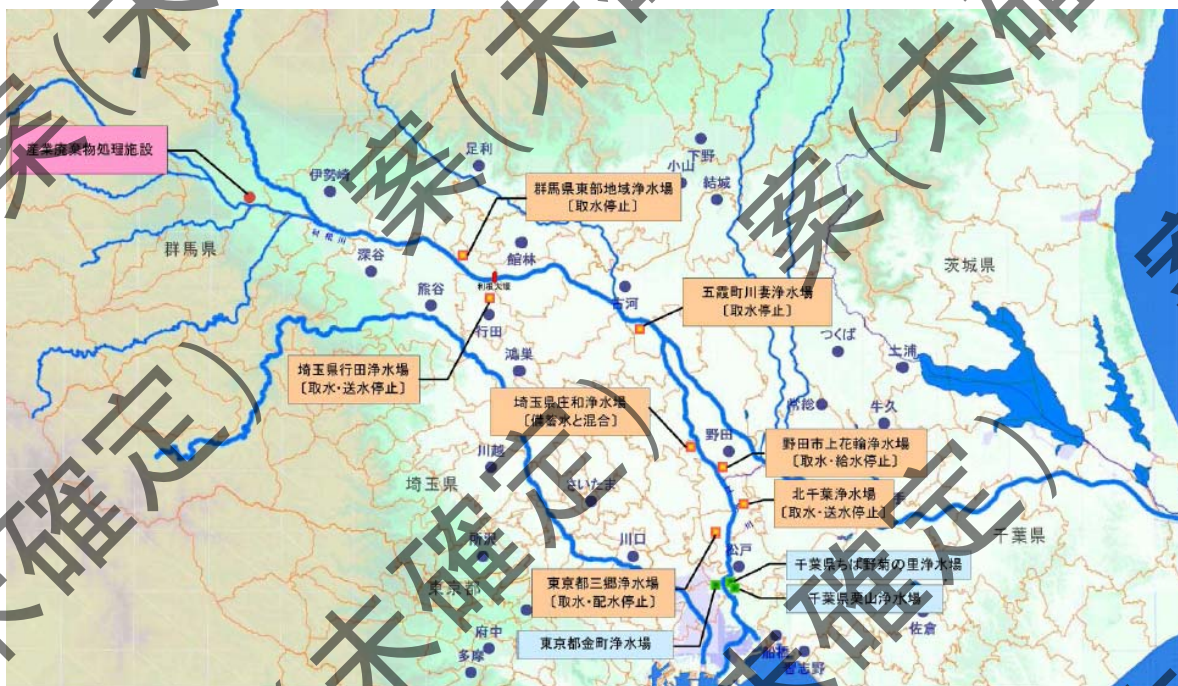 案(未確定)
案(未確定)
案(未確
産業廃棄物処理施設
足利
伊勢崎
下野
小山
結城
群馬県東部地域浄水場
〔取水停止〕
群馬県
利根川
深谷
館林
茨城県
利根大堰
熊谷
行田
古河
五霞町川妻浄水場
〔取水停止〕
つくば
土浦
鴻巣
埼玉県行田浄水場
〔取水・送水停止〕
埼玉県庄和浄水場
〔備蓄水と混合〕
常総
牛久
野田
野田市上花輪浄水場
〔取水・給水停止〕
川越
埼玉県
さいたま
北千葉浄水場
〔取水・送水停止〕
千葉県
所沢
川口
松戸
千葉県ちば野菊の里浄水場
東京都
東京都三郷浄水場
〔取水・配水停止〕
千葉県栗山浄水場
府中
東京都金町浄水場
佐倉
多摩
船橋
習志野